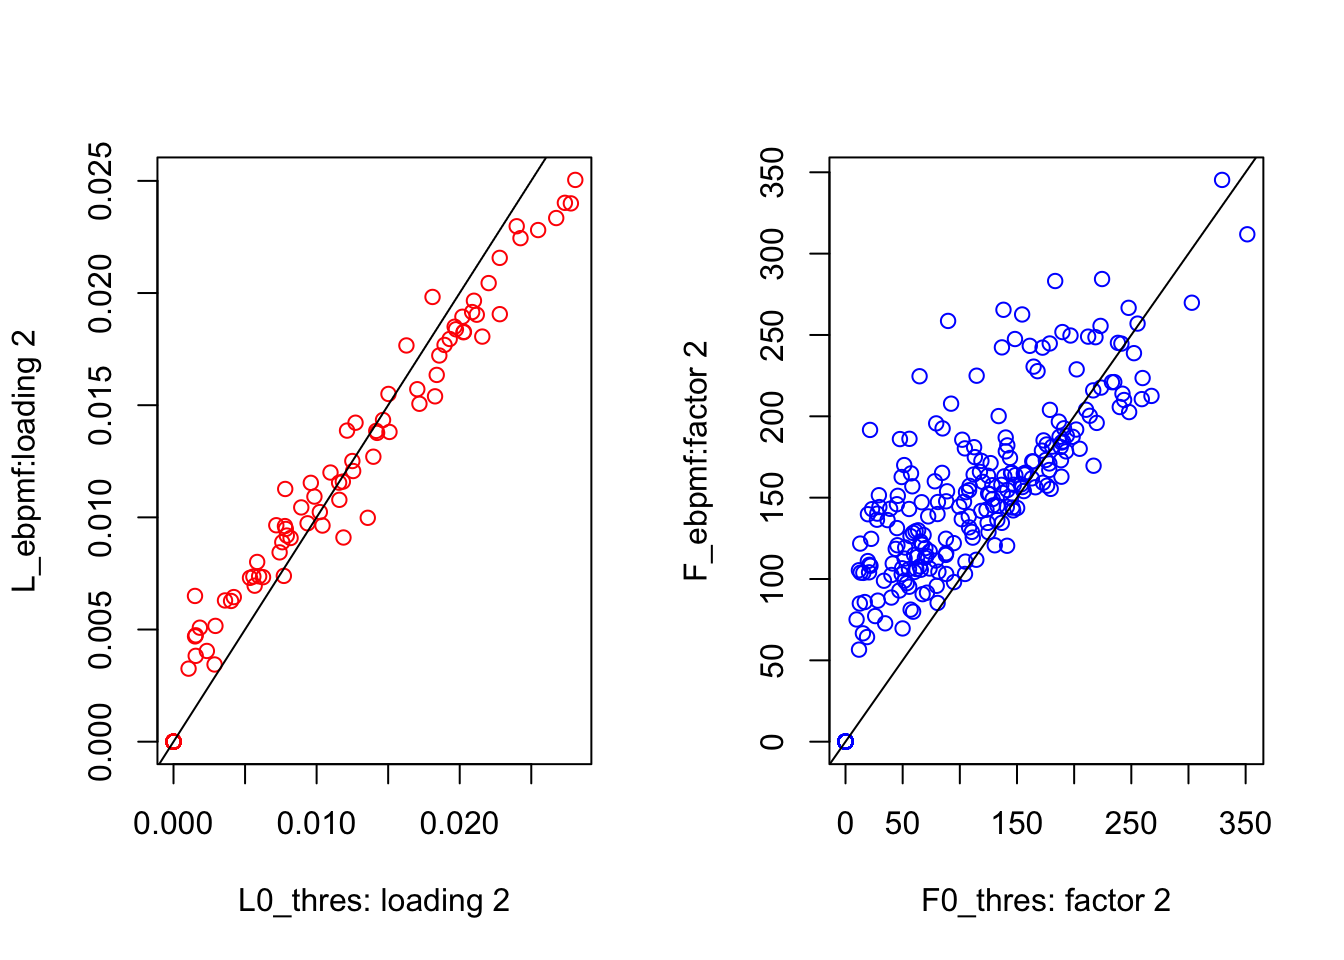 0.025
0.020
0.015
0.010
0.005
0.000
L_ebpmf:loading 2
0.000 0.010 0.020
L0_thres: loading 2
350
300
250
200
150
100
50
0
F_ebpmf:factor 2
0 50 150 250 350
F0_thres: factor 2